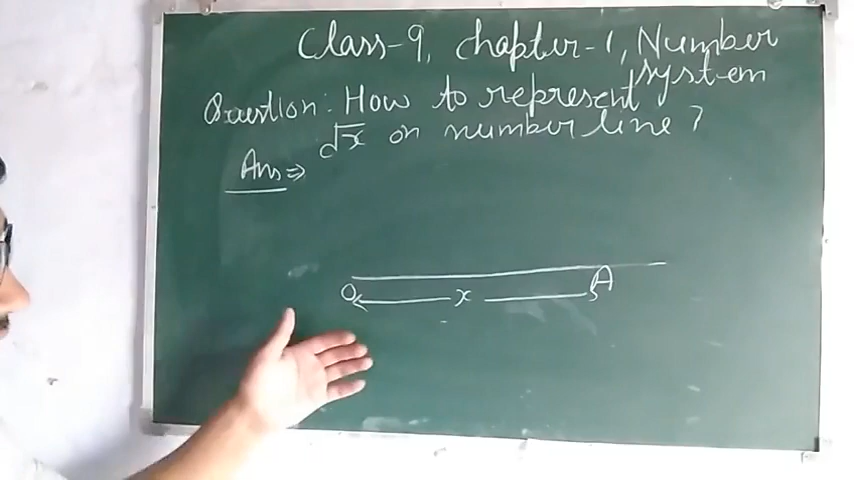 Class-9, Chapter-1, Number
system
Question: How to represent
√x on number line?
Ans ⇒
O x A